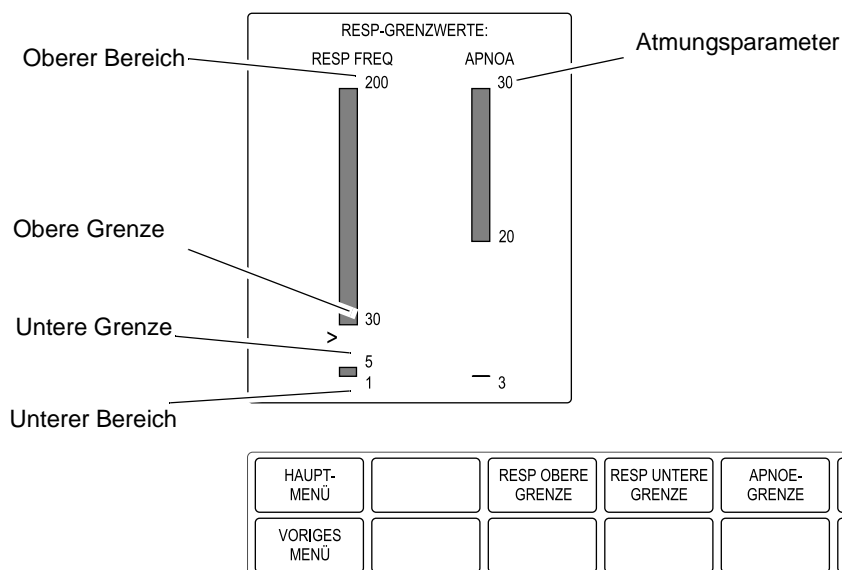 RESP-GRENZWERTE:
RESP FREQ
APNOA
Oberer Bereich
Atmungsparameter
200
30
20
Obere Grenze
30
Untere Grenze
>
5
1
3
Unterer Bereich
HAUPT-
MENÜ
RESP OBERE
GRENZE
RESP UNTERE
GRENZE
APNOE-
GRENZE
VORIGES
MENÜ